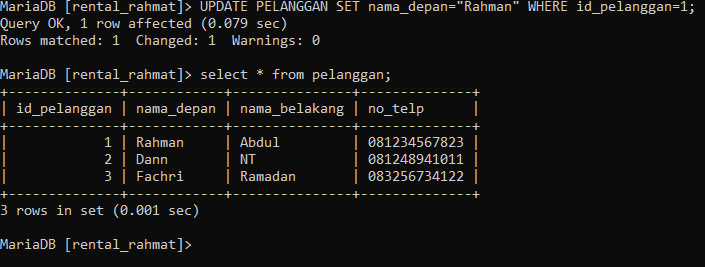 MariaDB [rental_rahmat]> UPDATE PELANGGAN SET nama_depan="Rahman" WHERE id_pelanggan=1;
Query OK, 1 row affected (0.079 sec)
Rows matched: 1  Changed: 1  Warnings: 0

MariaDB [rental_rahmat]> select * from pelanggan;
+--------------+------------+---------------+--------------+
| id_pelanggan | nama_depan | nama_belakang | no_telp      |
+--------------+------------+---------------+--------------+
|            1 | Rahman     | Abdul         | 081234567823 |
|            2 | Dann       | NT            | 081248941011 |
|            3 | Fachri     | Ramadan       | 083256734122 |
+--------------+------------+---------------+--------------+
3 rows in set (0.001 sec)

MariaDB [rental_rahmat]>